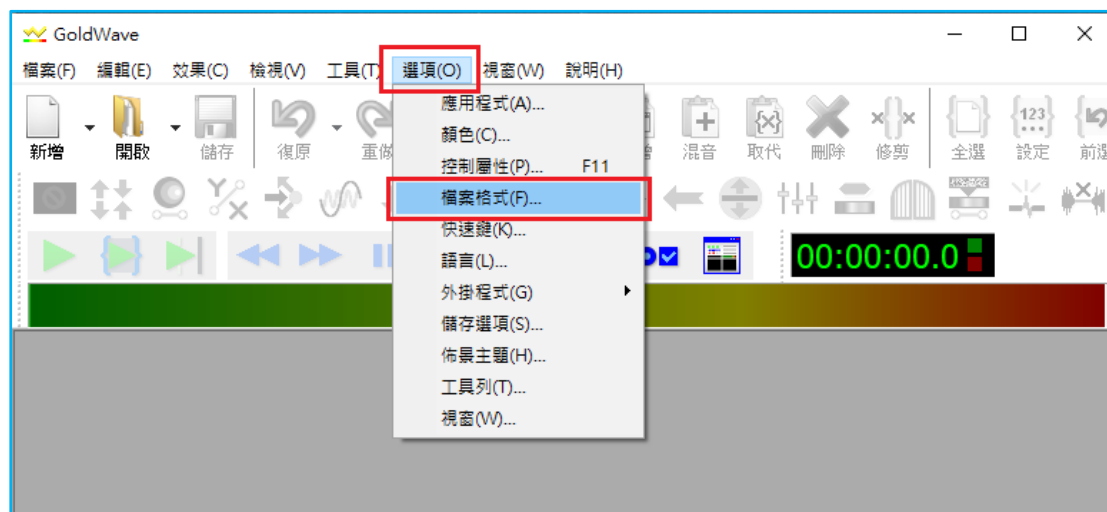 GoldWave
檔案(F) 編輯(E) 效果(C) 檢視(V) 工具(T) 選項(O) 視窗(W) 說明(H)
新增 開啟 儲存 復原 重做 混音 取代 刪除 修剪 全選 設定 前選
123
應用程式(A)...
顏色(C)...
控制屬性(P)... F11
檔案格式(F)...
快速鍵(K)...
語言(L)...
外掛程式(G)
儲存選項(S)...
佈景主題(H)...
工具列(T)...
視窗(W)...
00:00:00.0